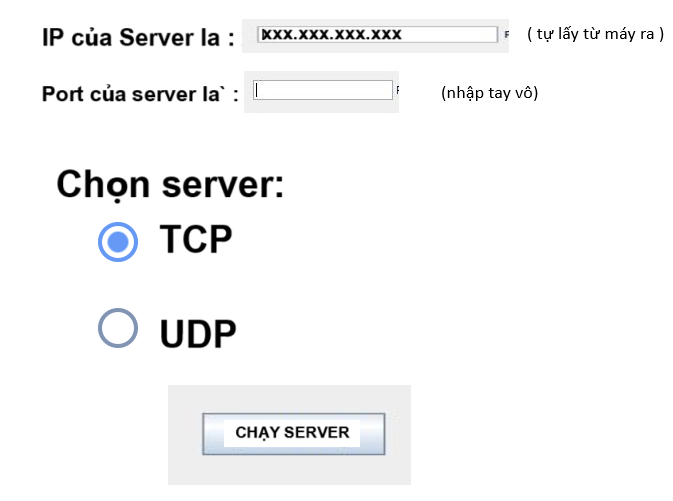 IP của Server la : XXX.XXX.XXX.XXX ( tự lấy từ máy ra )
Port của server la` : (nhập tay vô)
Chọn server:
TCP
UDP
CHẠY SERVER